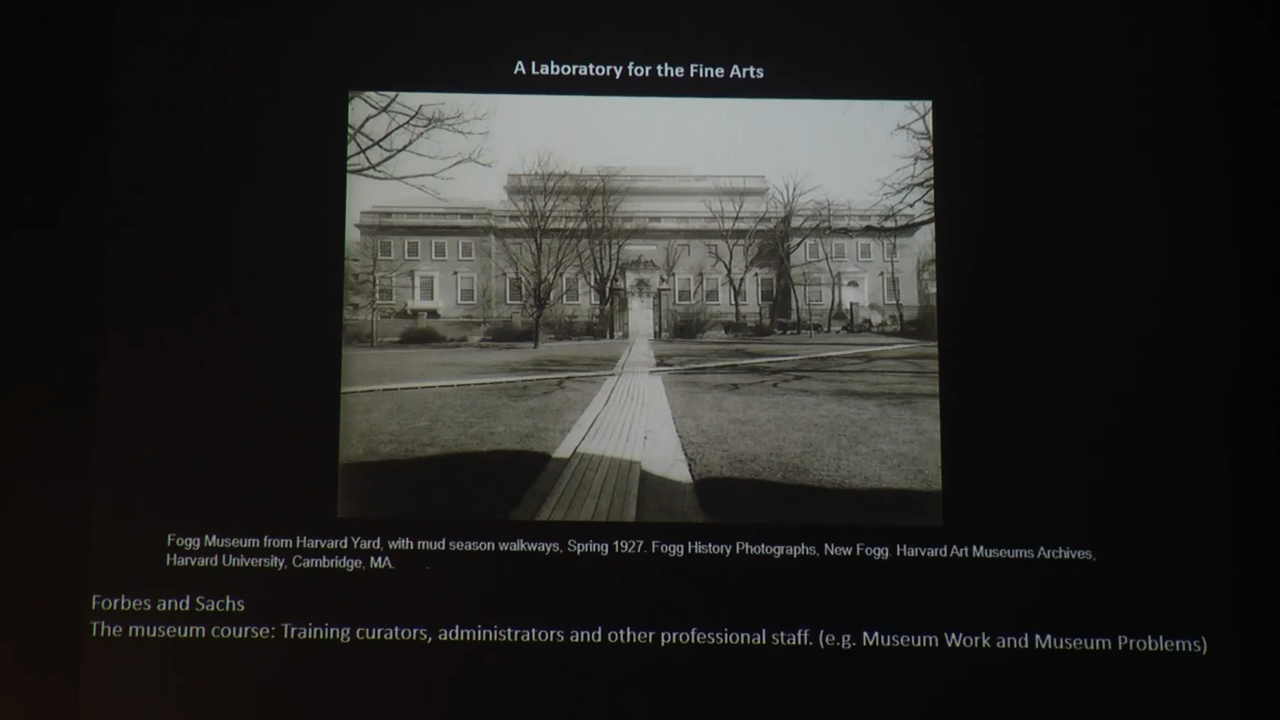 A Laboratory for the Fine Arts
Fogg Museum from Harvard Yard, with mud season walkways, Spring 1927. Fogg History Photographs, New Fogg. Harvard Art Museums Archives,
Harvard University, Cambridge, MA.
Forbes and Sachs
The museum course: Training curators, administrators and other professional staff. (e.g. Museum Work and Museum Problems)